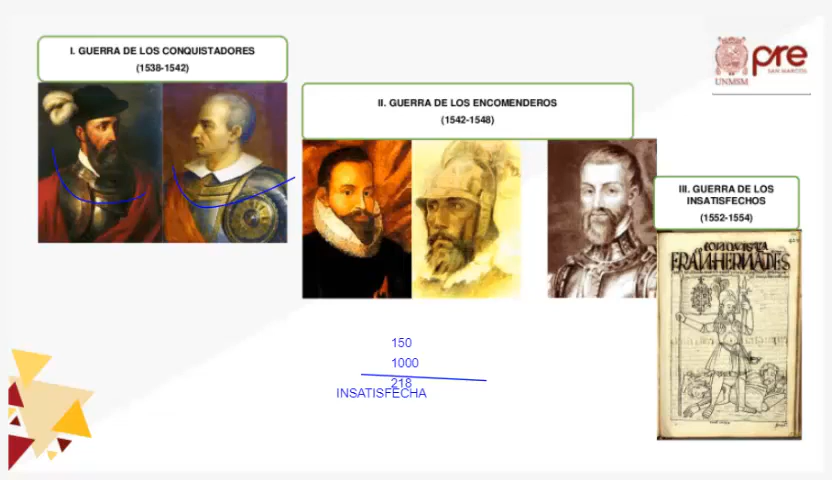 I. GUERRA DE LOS CONQUISTADORES
(1538-1542)
II. GUERRA DE LOS ENCOMENDEROS
(1542-1548)
III. GUERRA DE LOS
INSATISFECHOS
(1552-1554)
UNMSM
pre
SAN MARCOS
150
1000
218
INSATISFECHA